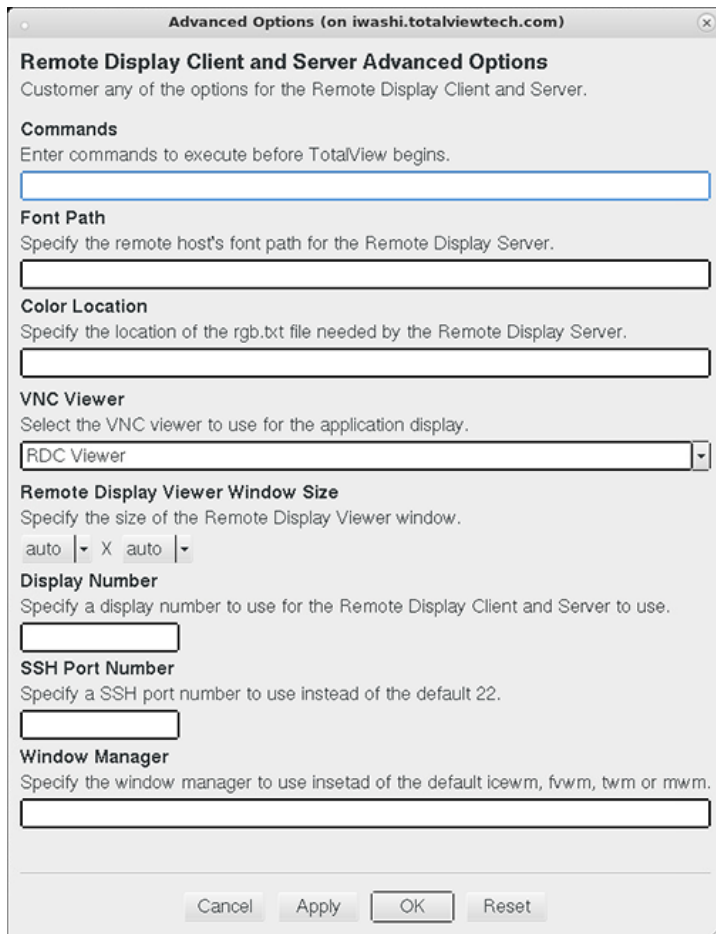 Advanced Options (on iwashi.totalviewtech.com)
Remote Display Client and Server Advanced Options
Customer any of the options for the Remote Display Client and Server.
Commands
Enter commands to execute before TotalView begins.
Font Path
Specify the remote host's font path for the Remote Display Server.
Color Location
Specify the location of the rgb.txt file needed by the Remote Display Server.
VNC Viewer
Select the VNC viewer to use for the application display.
RDC Viewer
Remote Display Viewer Window Size
Specify the size of the Remote Display Viewer window.
auto X auto
Display Number
Specify a display number to use for the Remote Display Client and Server to use.
SSH Port Number
Specify a SSH port number to use instead of the default 22.
Window Manager
Specify the window manager to use insetad of the default icewm, fvwm, twm or mwm.
Cancel Apply OK Reset